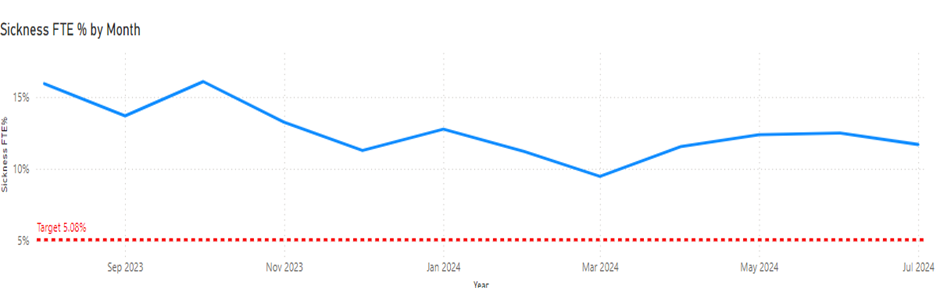 Sickness FTE % by Month
Sickness FTE%
15%
10%
Target 5.08%
5%
Sep 2023 Nov 2023 Jan 2024 Mar 2024 May 2024 Jul 2024
Year